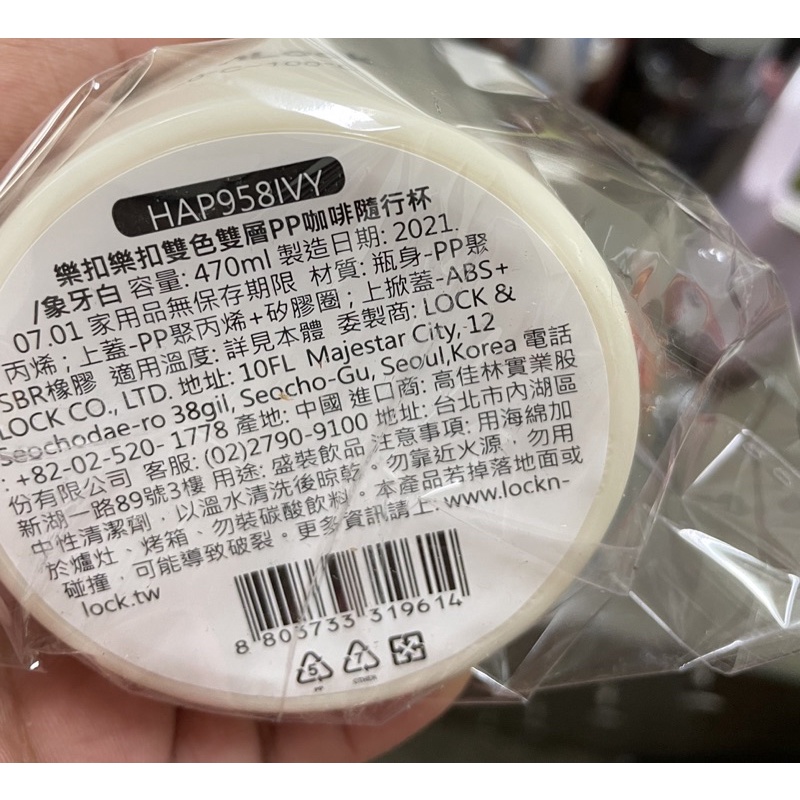 HAP958IVY
樂扣樂扣雙色雙層PP咖啡隨行杯
/象牙白 容量: 470ml 製造日期: 2021.
07.01 家用品無保存期限 材質: 瓶身-PP聚
丙烯 ; 上蓋-PP聚丙烯+矽膠圈 ; 上掀蓋-ABS+
SBR橡膠 適用溫度: 詳見本體 委製商: LOCK &
LOCK CO., LTD. 地址: 10FL Majestar City, 12
Seochodae-ro 38gil, Seocho-Gu, Seoul,Korea 電話
: +82-02-520-1778 產地: 中國 進口商: 高佳林實業股
份有限公司 客服: (02)2790-9100 地址: 台北市內湖區
新湖一路89號3樓 用途: 盛裝飲品 注意事項: 用海綿加
中性清潔劑﹐以溫水清洗後晾乾。勿靠近火源、勿用
於爐灶、烤箱、勿裝碳酸飲料。本產品若掉落地面或
碰撞﹐可能導致破裂。更多資訊請上: www.lockn-
lock.tw
8 803733 319614
5 7
PP OTHER